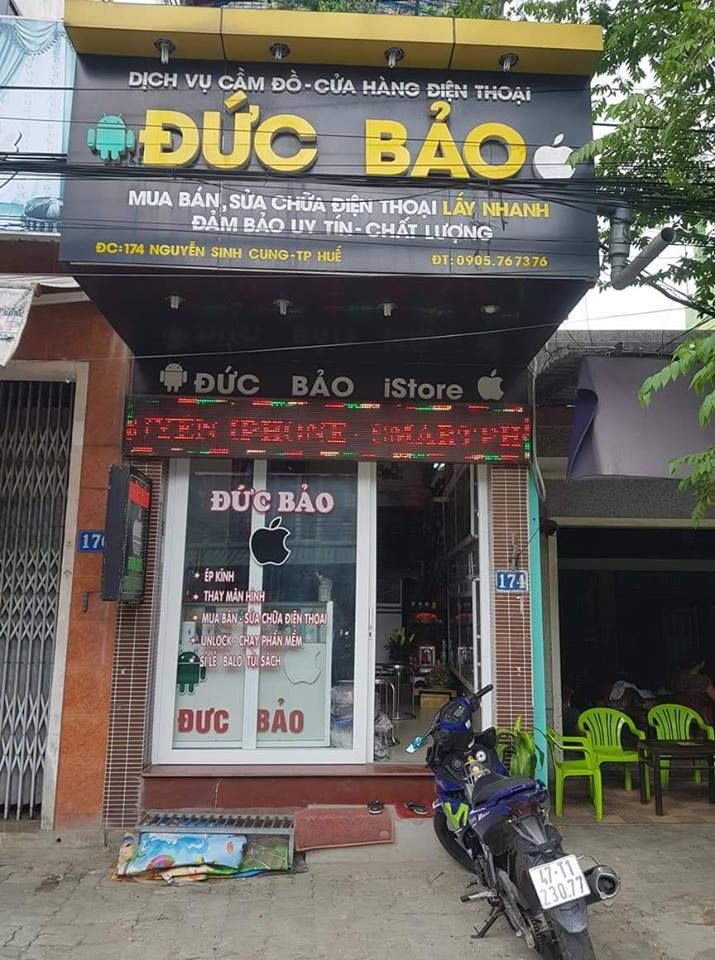 DỊCH VỤ CẦM ĐỒ - CỬA HÀNG ĐIỆN THOẠI
ĐỨC BẢO
MUA BÁN, SỬA CHỮA ĐIỆN THOẠI LẤY NHANH
ĐẢM BẢO UY TÍN - CHẤT LƯỢNG
ĐC: 174 NGUYỄN SINH CUNG - TP HUẾ ĐT: 0905.767376
ĐỨC BẢO iStore
UYÊN IPHONE - SMARTPH
ĐỨC BẢO
ÉP KÍNH
THAY MÀN HÌNH
MUA BÁN - SỬA CHỮA ĐIỆN THOẠI
UNLOCK - CHẠY PHẦN MỀM
SỈ LẺ BALO TÚI SÁCH
ĐỨC BẢO
174
47-T1
230.77